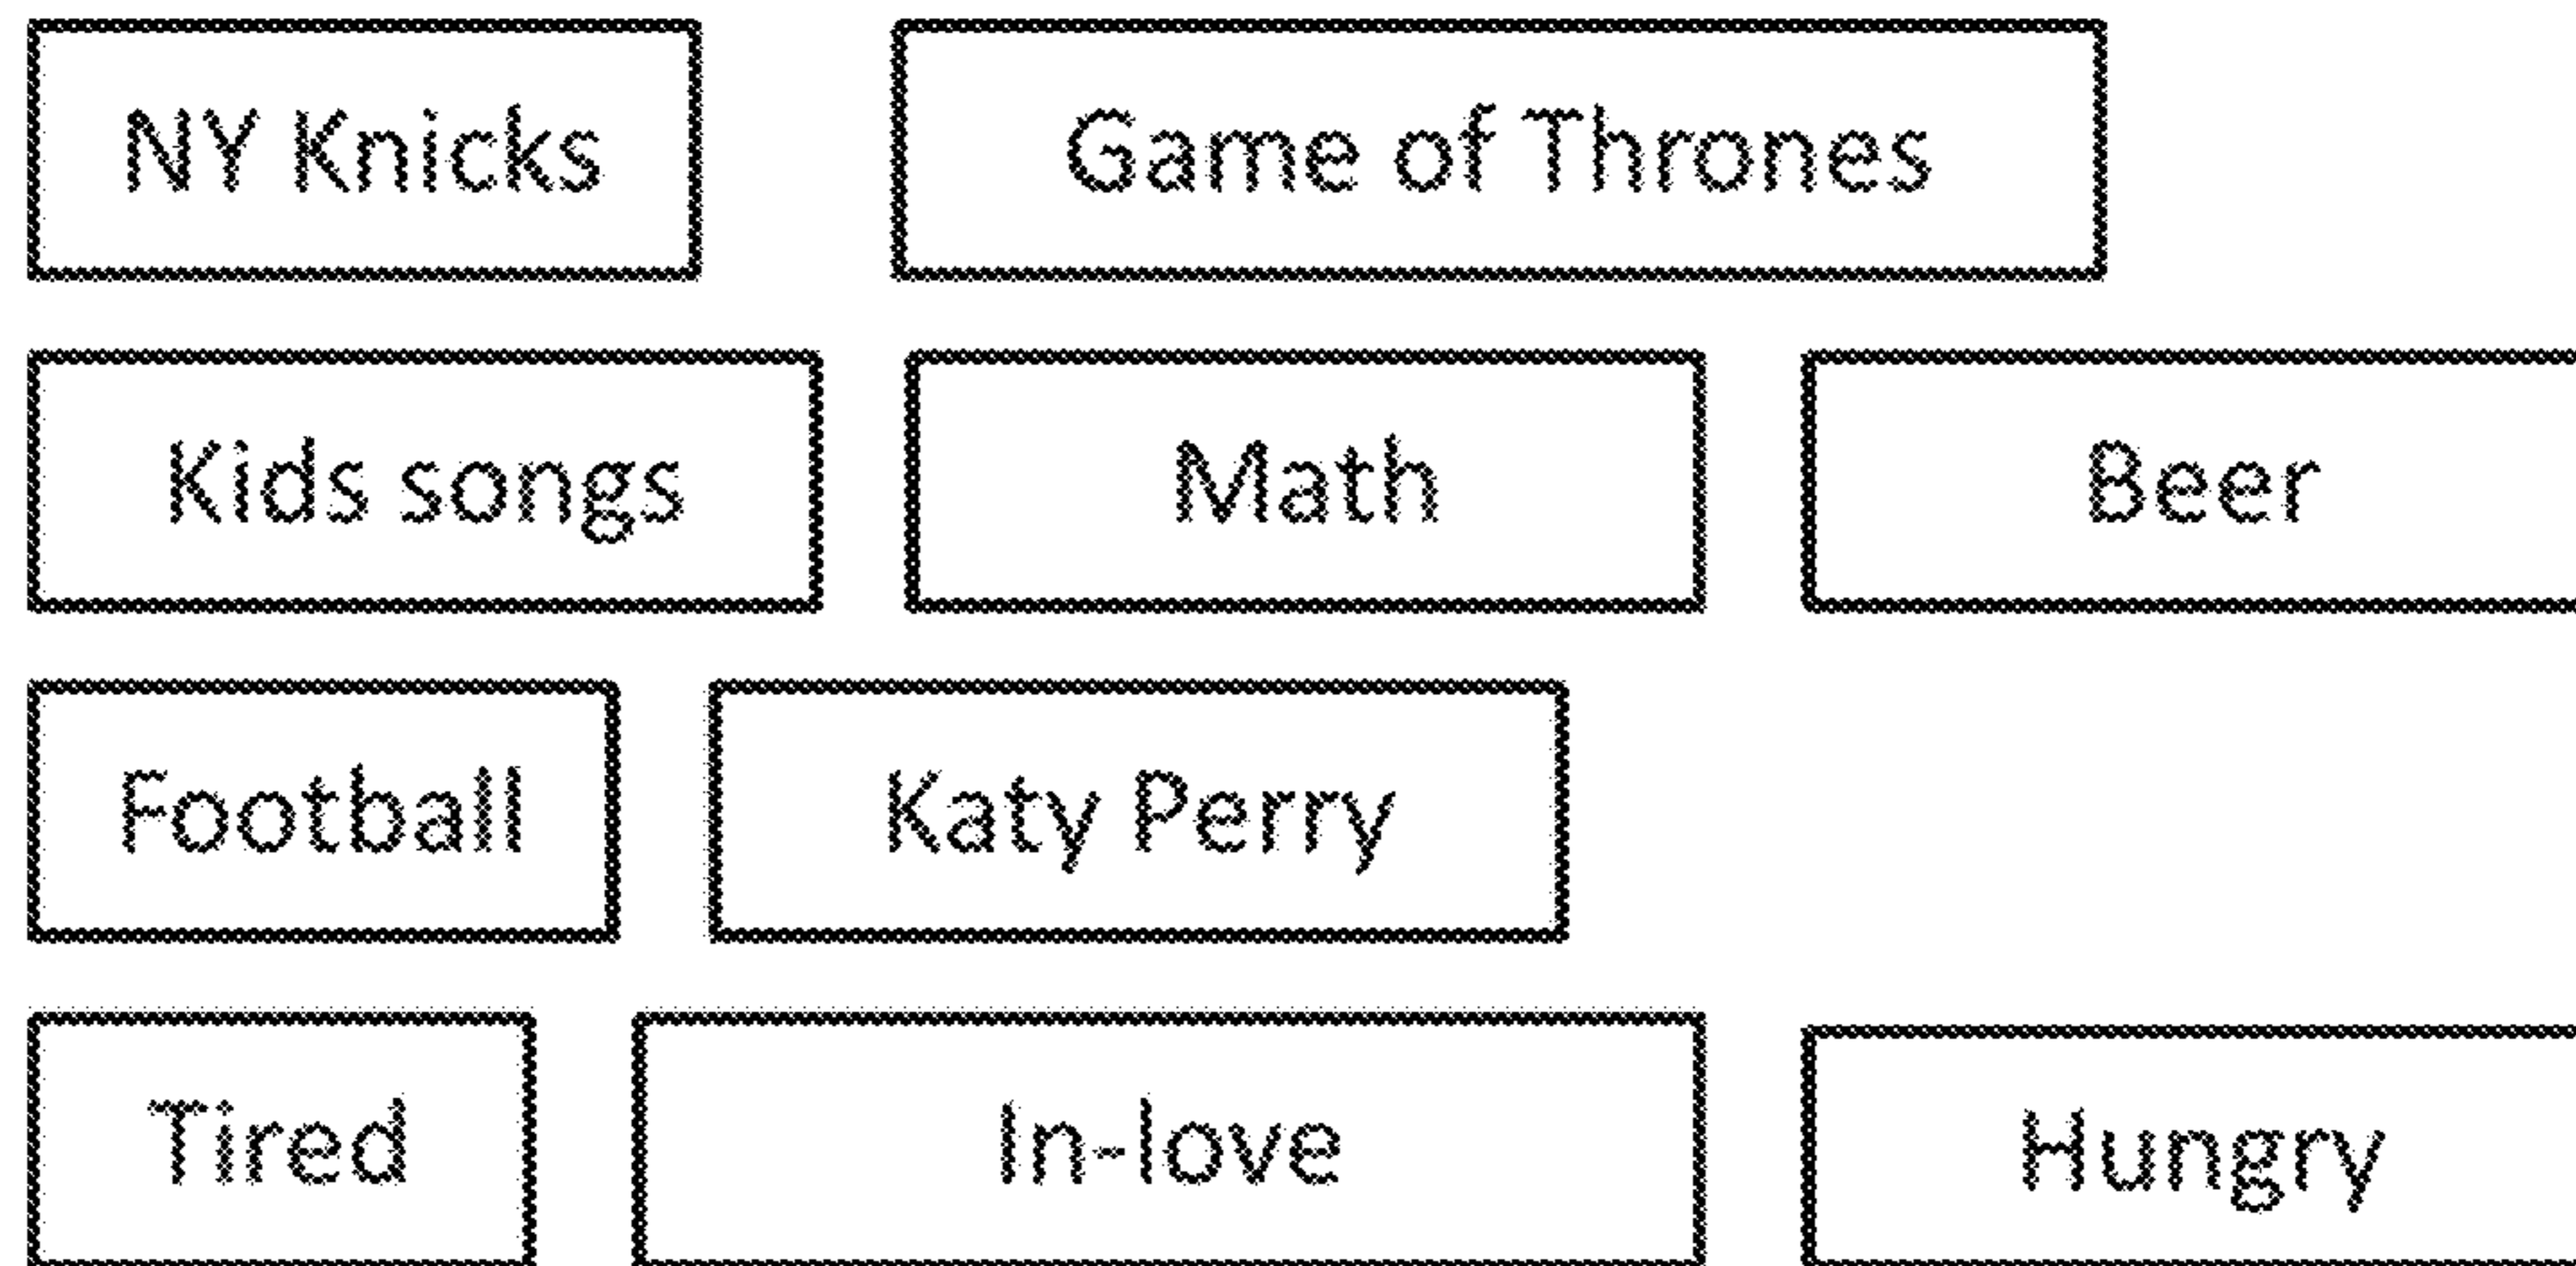 NY Knicks Game of Thrones
Kids songs Math Beer
Football Katy Perry
Tired In-love Hungry